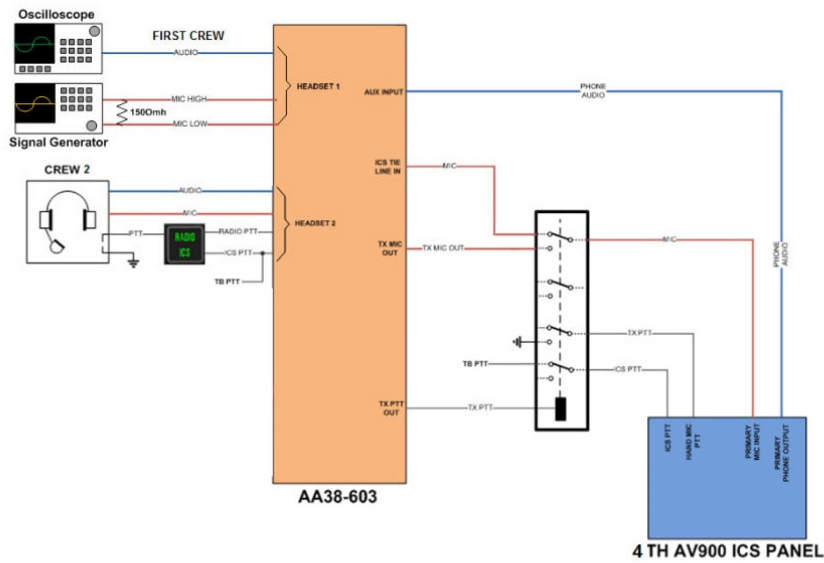 Oscilloscope
FIRST CREW
AUDIO
HEADSET 1
MIC HIGH
150Omh
MIC LOW
Signal Generator
CREW 2
AUDIO
MIC
PTT
RADIO
ICS
RADIO PTT
ICS PTT
TB PTT
HEADSET 2
AUX INPUT
PHONE
AUDIO
ICS TIE
LINE IN
MIC
TX MIC
OUT
TX MIC OUT
MIC
PHONE
AUDIO
TX PTT
TB PTT
ICS PTT
TX PTT
OUT
TX PTT
AA38-603
ICS PTT
HAND MIC
PTT
PRIMARY
MIC INPUT
PRIMARY
PHONE OUTPUT
4 TH AV900 ICS PANEL